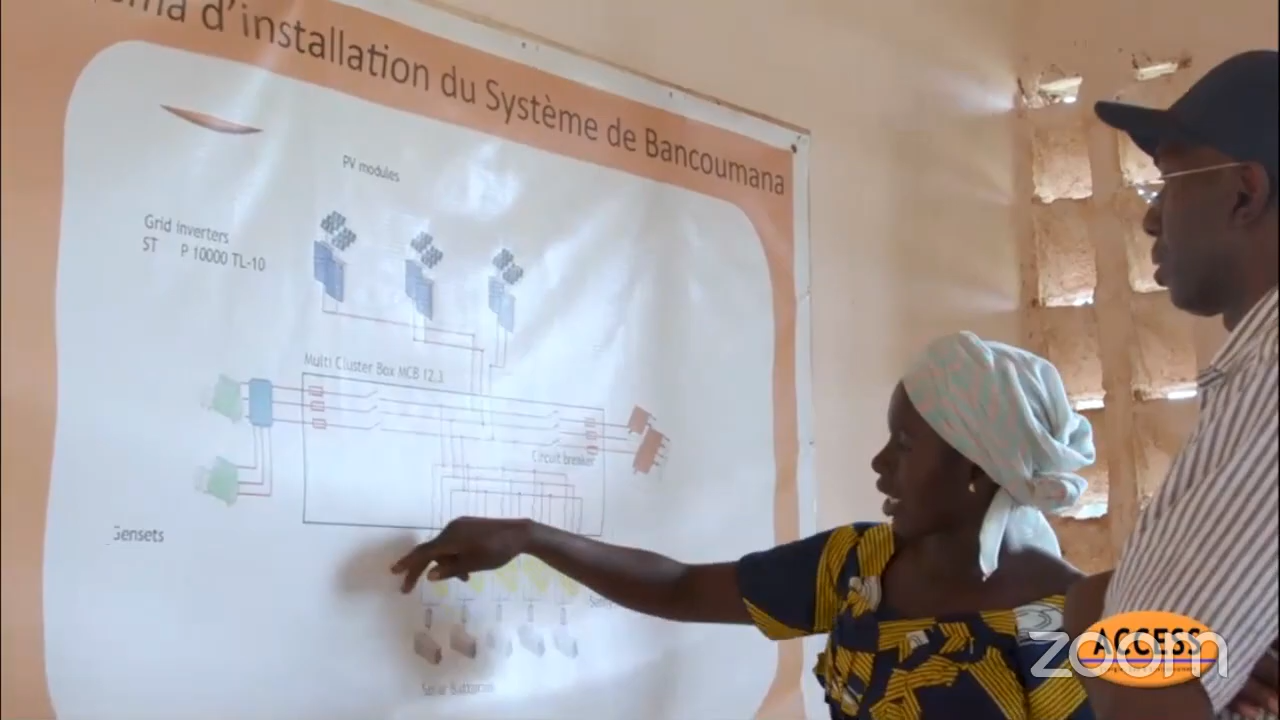 d'installation du Système de Bancoumana
PV modules
Grid inverters
ST P 10000 TL-10
Multi Cluster Box MCB 12.3
Circuit breaker
Gensets
ACCESS
zoom